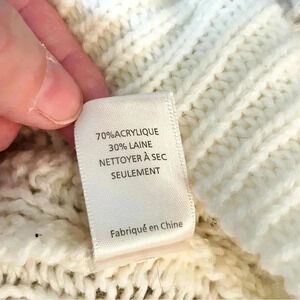 70%ACRYLIQUE
30% LAINE
NETTOYER À SEC
SEULEMENT
Fabriqué en Chine